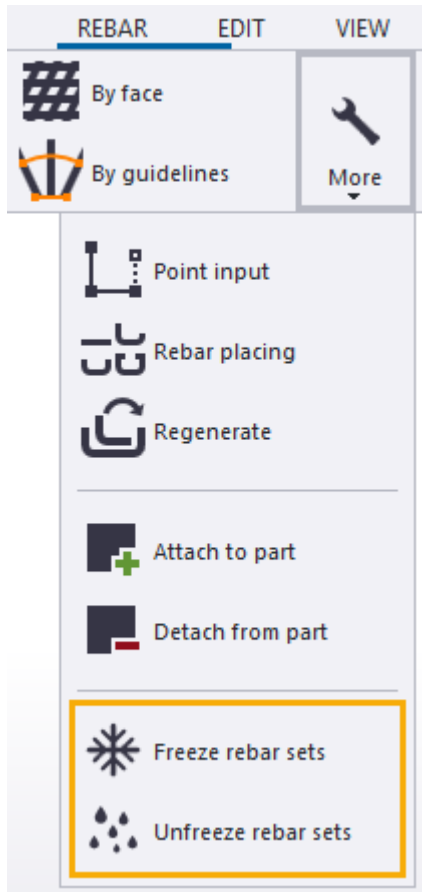 REBAR EDIT VIEW
By face
By guidelines
More
Point input
Rebar placing
Regenerate
Attach to part
Detach from part
Freeze rebar sets
Unfreeze rebar sets